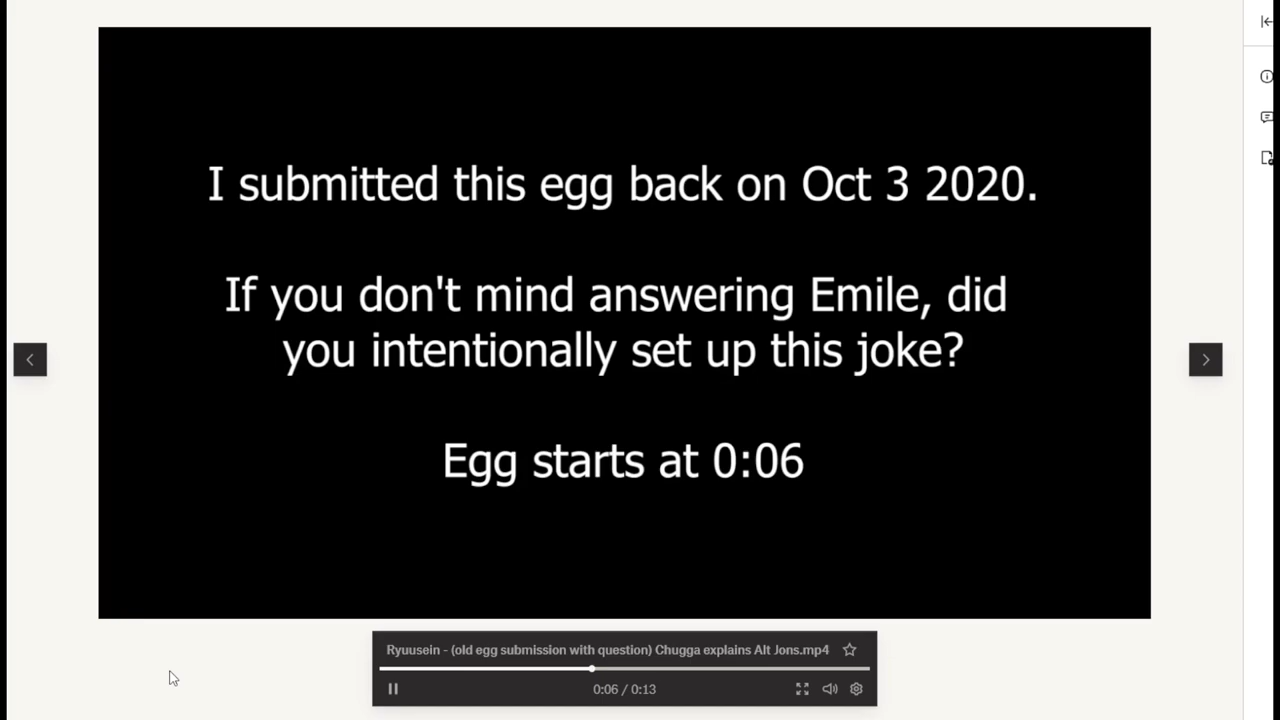 I submitted this egg back on Oct 3 2020.
If you don't mind answering Emile, did
you intentionally set up this joke?
Egg starts at 0:06
Ryuusein - (old egg submission with question) Chugga explains Alt Jons.mp4
0:06 / 0:13